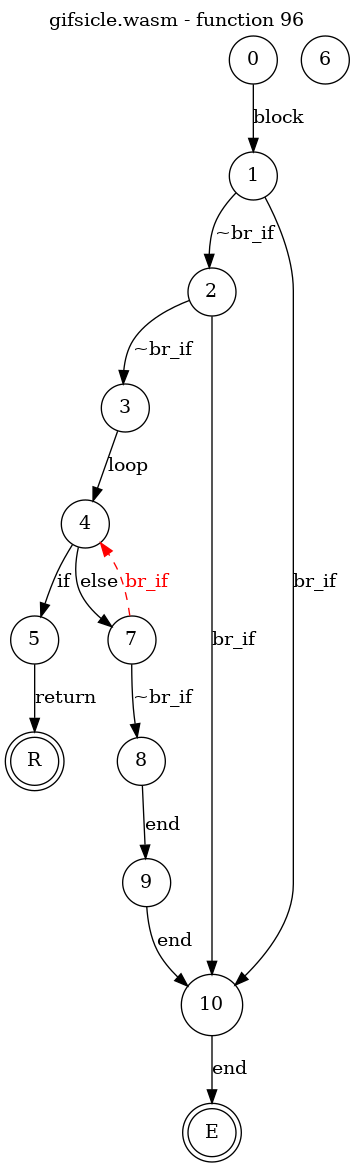 gifsicle.wasm - function 96
0 6
block
1
~br_if
2
~br_if
3
loop
4
if else br_if br_if
5 7
br_if
return ~br_if
R 8
end
9
end
10
end
E